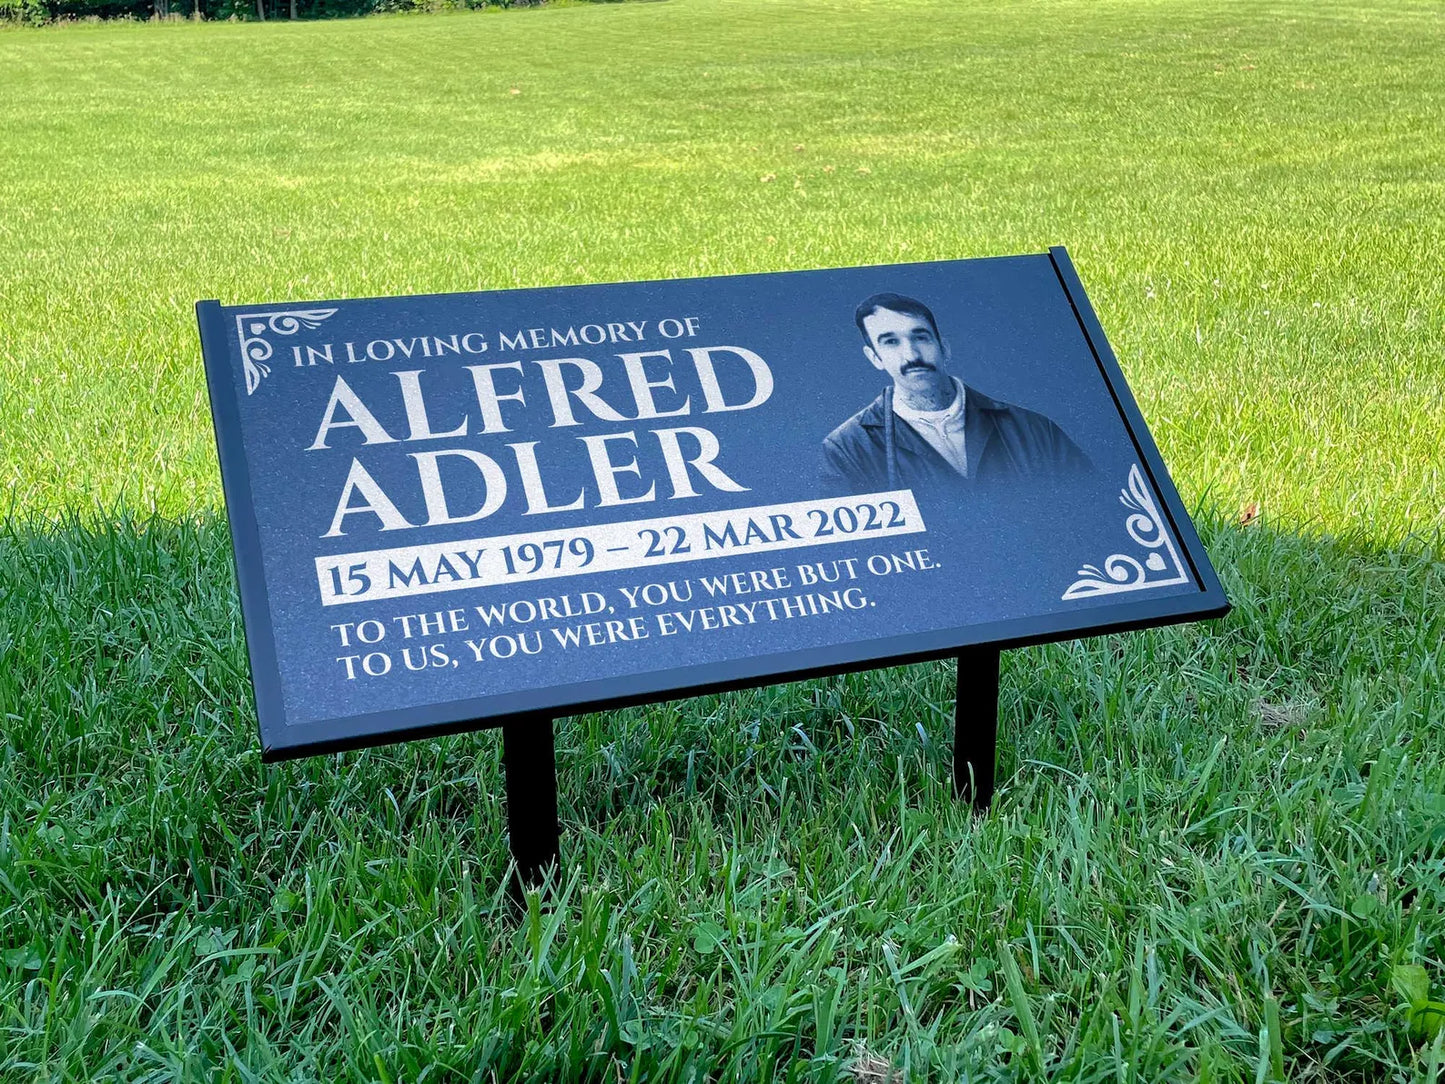 IN LOVING MEMORY OF
ALFRED
ADLER
15 MAY 1979 – 22 MAR 2022
TO THE WORLD, YOU WERE BUT ONE.
TO US, YOU WERE EVERYTHING.